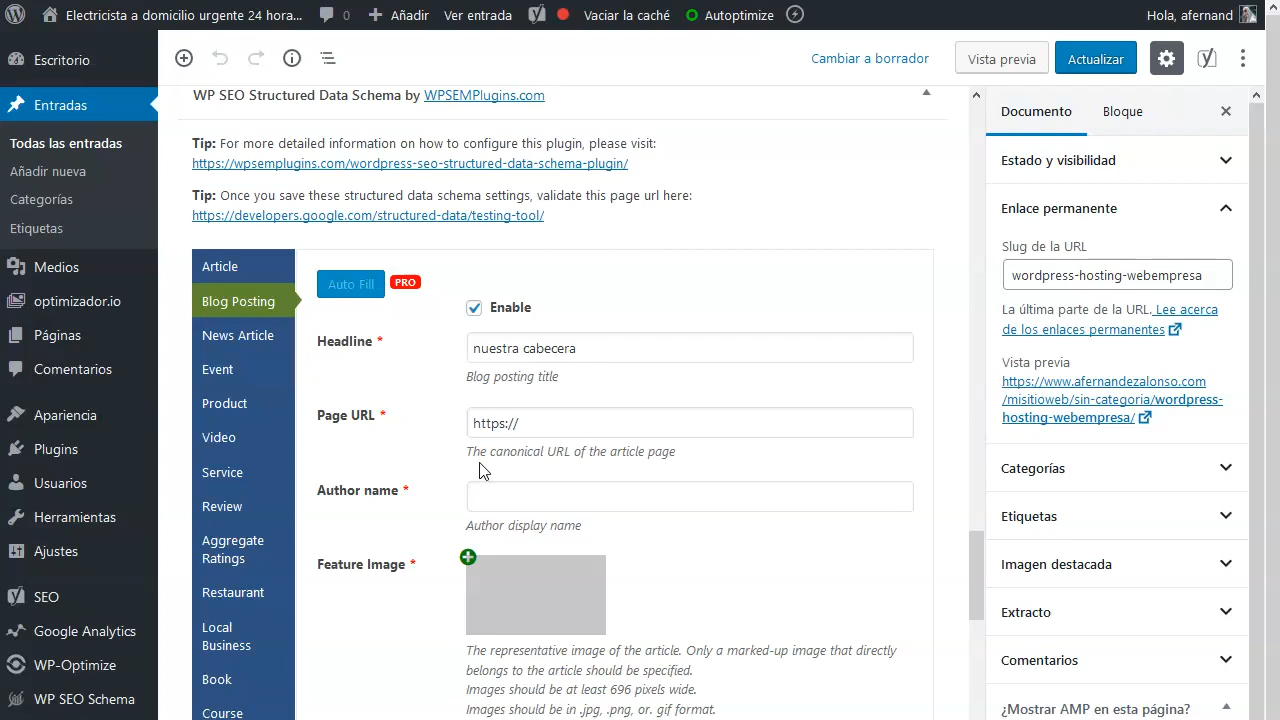 Electricista a domicilio urgente 24 hora...
0
Añadir
Ver entrada
Vaciar la caché
Autoptimize
Hola, afernand
Escritorio
Entradas
Todas las entradas
Añadir nueva
Categorías
Etiquetas
Medios
optimizador.io
Páginas
Comentarios
Apariencia
Plugins
Usuarios
Herramientas
Ajustes
SEO
Google Analytics
WP-Optimize
WP SEO Schema
Cambiar a borrador
Vista previa
Actualizar
WP SEO Structured Data Schema by WPSEMPlugins.com
Tip: For more detailed information on how to configure this plugin, please visit:
https://wpsemplugins.com/wordpress-seo-structured-data-schema-plugin/
Tip: Once you save these structured data schema settings, validate this page url here:
https://developers.google.com/structured-data/testing-tool/
Article
Blog Posting
News Article
Event
Product
Video
Service
Review
Aggregate
Ratings
Restaurant
Local
Business
Book
Course
Auto Fill PRO
Enable
Headline *
nuestra cabecera
Blog posting title
Page URL *
https://
The canonical URL of the article page
Author name *
Author display name
Feature Image *
The representative image of the article. Only a marked-up image that directly
belongs to the article should be specified.
Images should be at least 696 pixels wide.
Images should be in .jpg, .png, or. gif format.
Documento
Bloque
Estado y visibilidad
Enlace permanente
Slug de la URL
wordpress-hosting-webempresa
La última parte de la URL. Lee acerca
de los enlaces permanentes
Vista previa
https://www.afernandezalonso.com
/misitioweb/sin-categoria/wordpress-
hosting-webempresa/
Categorías
Etiquetas
Imagen destacada
Extracto
Comentarios
¿Mostrar AMP en esta página?